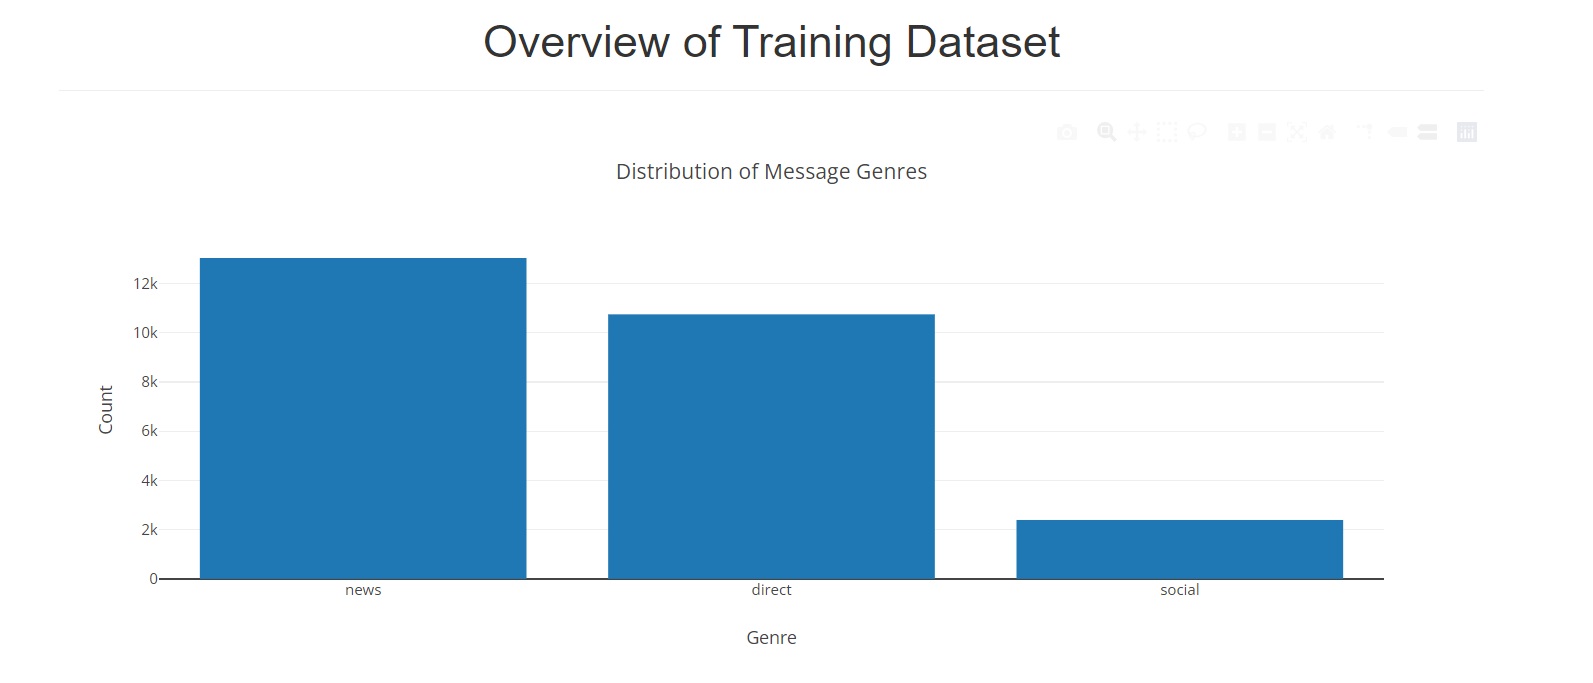 Overview of Training Dataset
Distribution of Message Genres
12k
10k
8k
6k
4k
2k
0
Count
news direct social
Genre